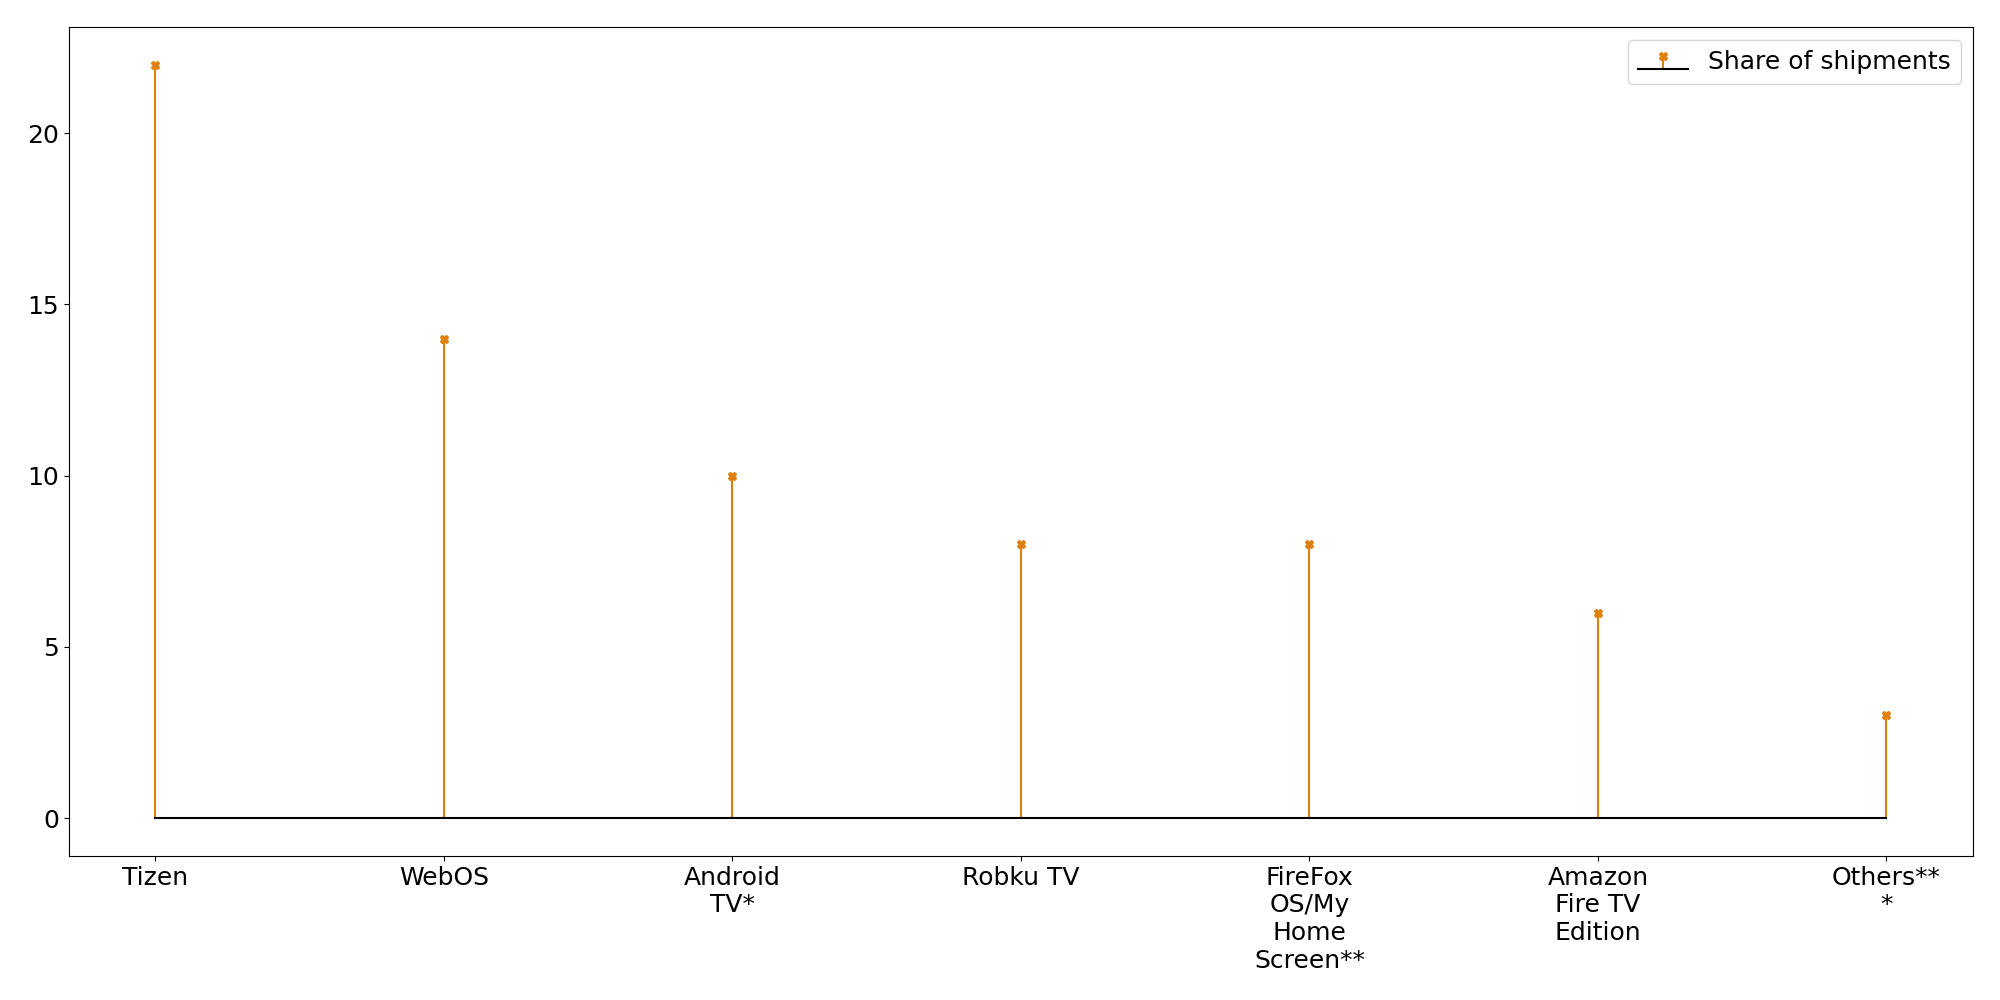 Share of shipments
20
15
10
5
0
Tizen
WebOS
Android
TV*
Robku TV
FireFox
OS/My
Home
Screen**
Amazon
Fire TV
Edition
Others**
*